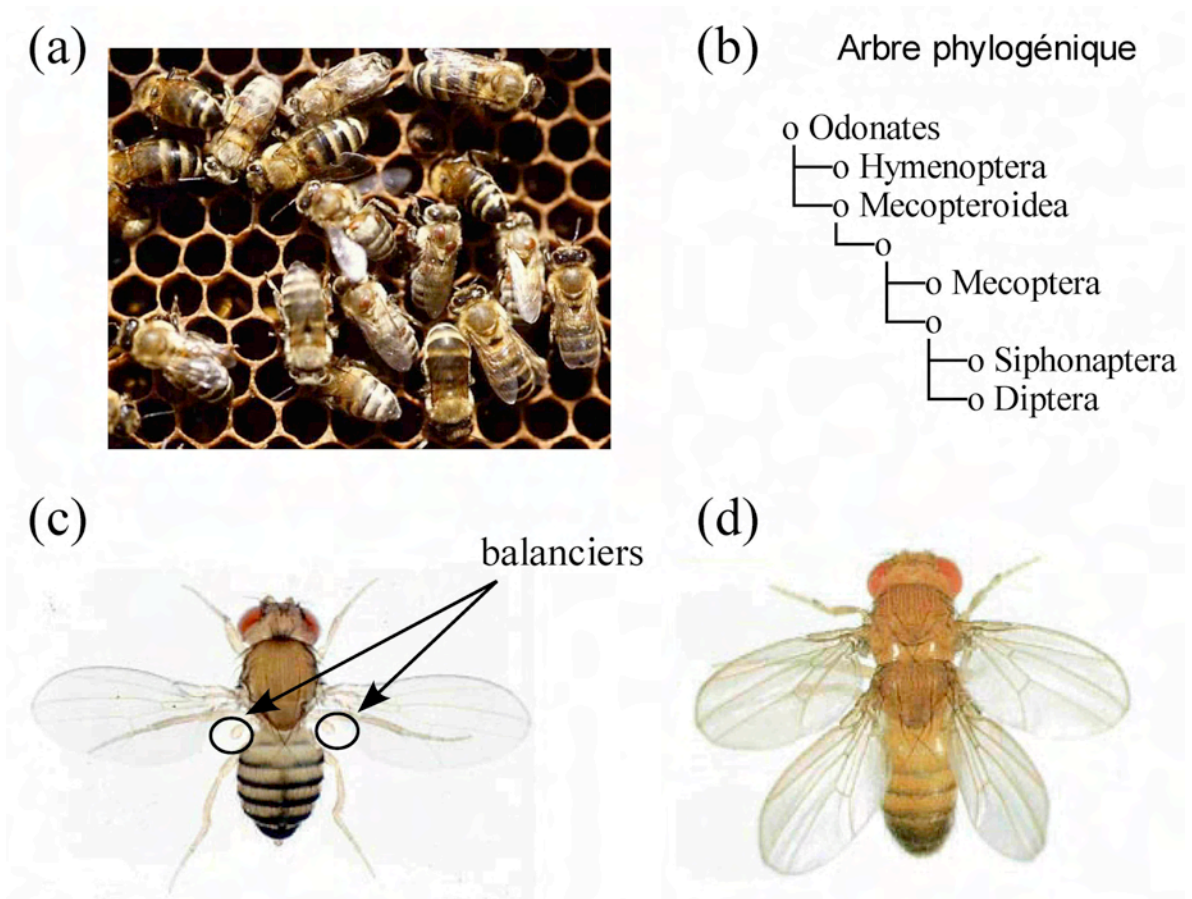 (a)
(b)
Arbre phylogénique
o Odonates
o Hymenoptera
o Mecopteroidea
o
o Mecoptera
o
o Siphonaptera
o Diptera
(c)
balanciers
(d)